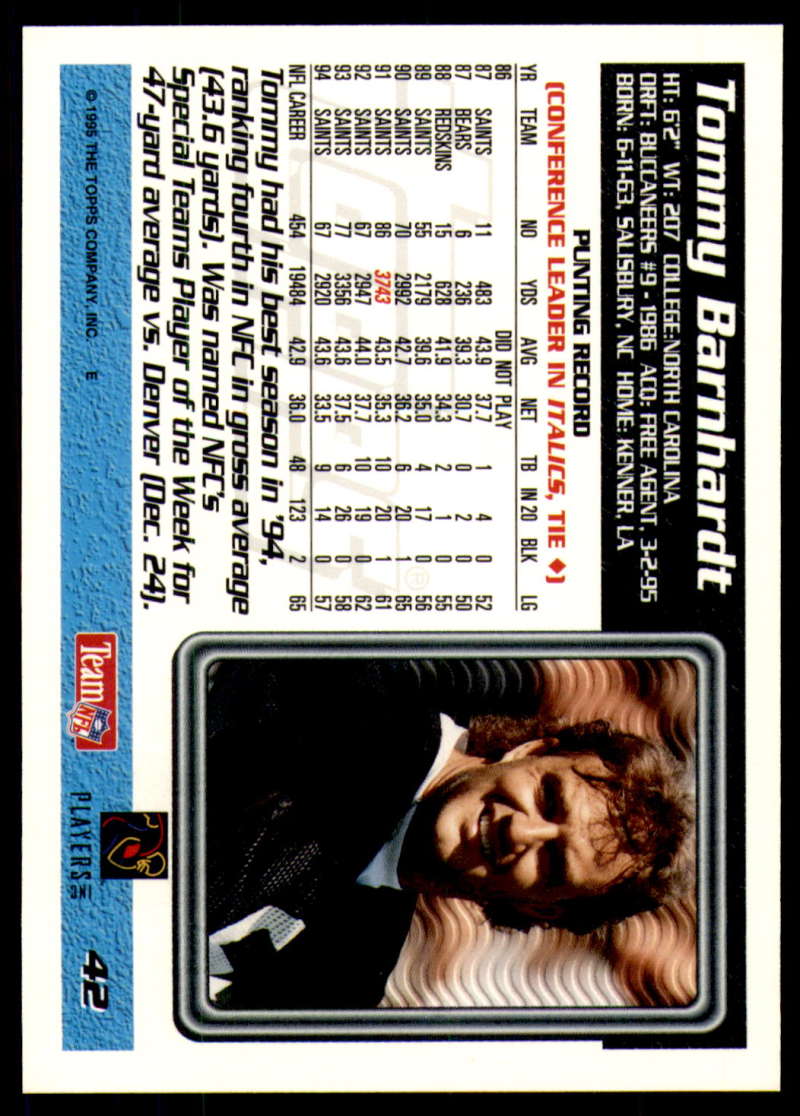 Tommy Barnhardt
HT: 6'2" WT: 207 COLLEGE: NORTH CAROLINA
DRFT: BUCCANEERS #9 - 1986 ACQ: FREE AGENT, 3-2-95
BORN: 6-11-63, SALISBURY, NC HOME: KENNER, LA
PUNTING RECORD
(CONFERENCE LEADER IN ITALICS, TIE ♦)
YR TEAM NO YDS AVG NET TB IN 20 BLK LG
86 DID NOT PLAY
87 SAINTS 11 483 43.9 37.7 1 4 0 52
87 BEARS 6 236 39.3 30.7 0 2 0 50
88 REDSKINS 15 628 41.9 34.3 2 1 0 55
89 SAINTS 55 2179 39.6 35.0 4 17 0 56
90 SAINTS 70 2982 42.7 36.2 6 20 1 65
91 SAINTS 86 3743 43.5 35.3 10 20 1 61
92 SAINTS 67 2947 44.0 37.7 10 19 0 62
93 SAINTS 77 3356 43.6 37.5 6 26 0 58
94 SAINTS 67 2920 43.6 33.5 9 14 0 57
NFL CAREER 454 19484 42.9 36.0 48 123 2 65
Tommy had his best season in '94,
ranking fourth in NFC in gross average
(43.6 yards). Was named NFC's
Special Teams Player of the Week for
47-yard average vs. Denver (Dec. 24).
© 1995 THE TOPPS COMPANY, INC. E
Team NFL
PLAYERS INC
42